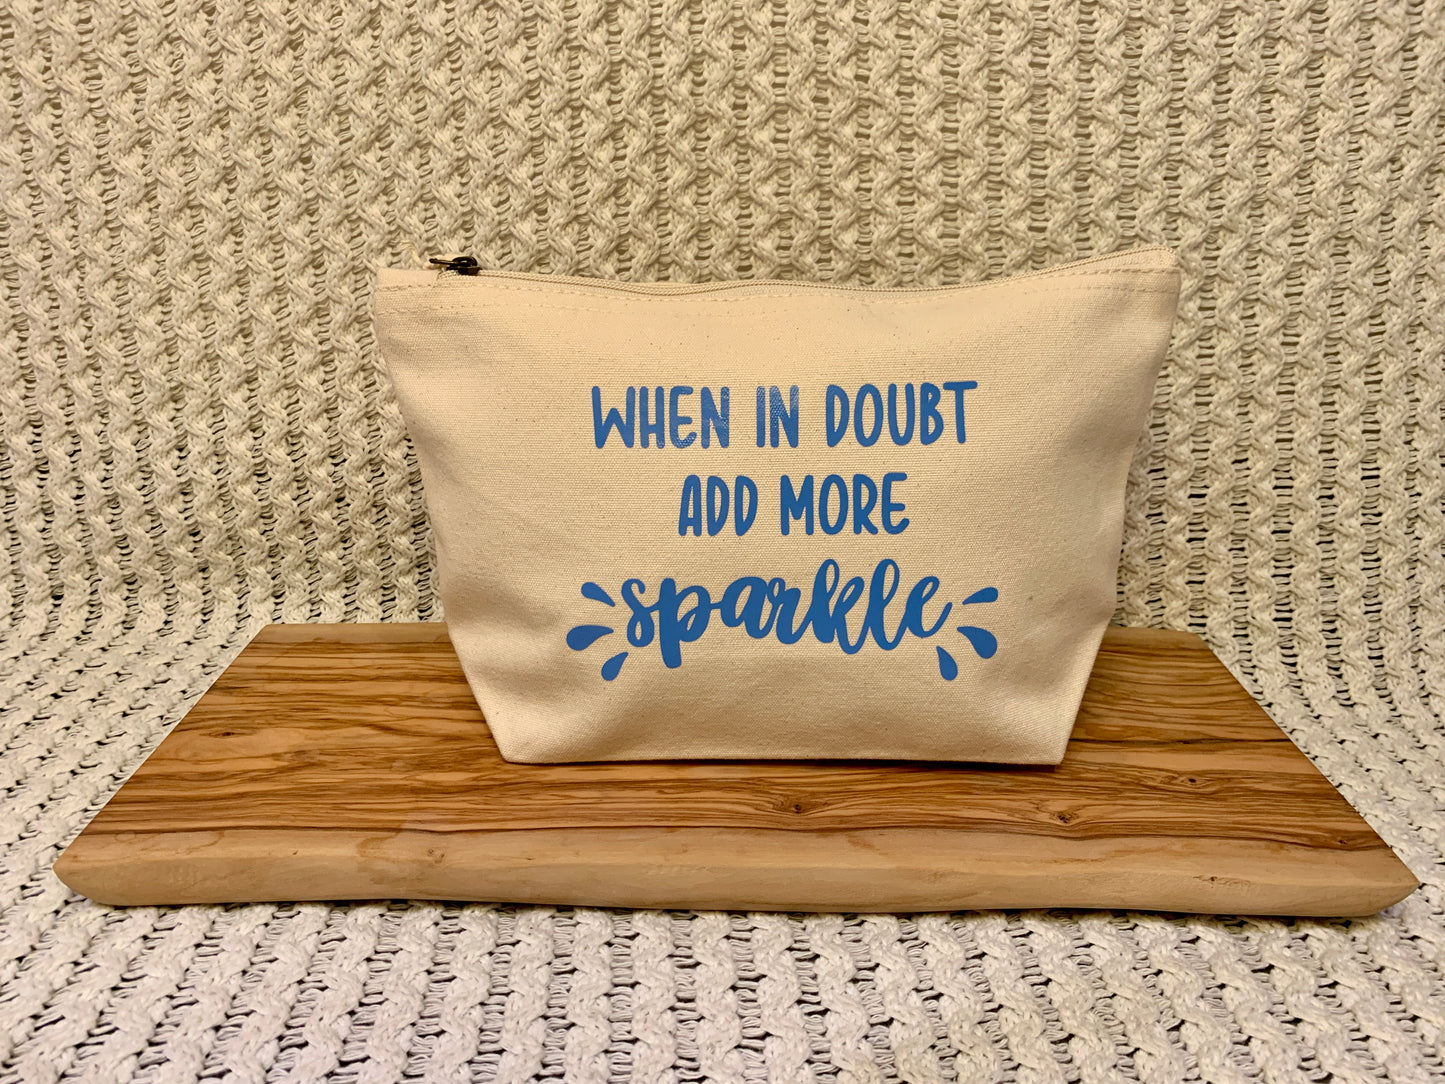 WHEN IN DOUBT
ADD MORE
sparkle